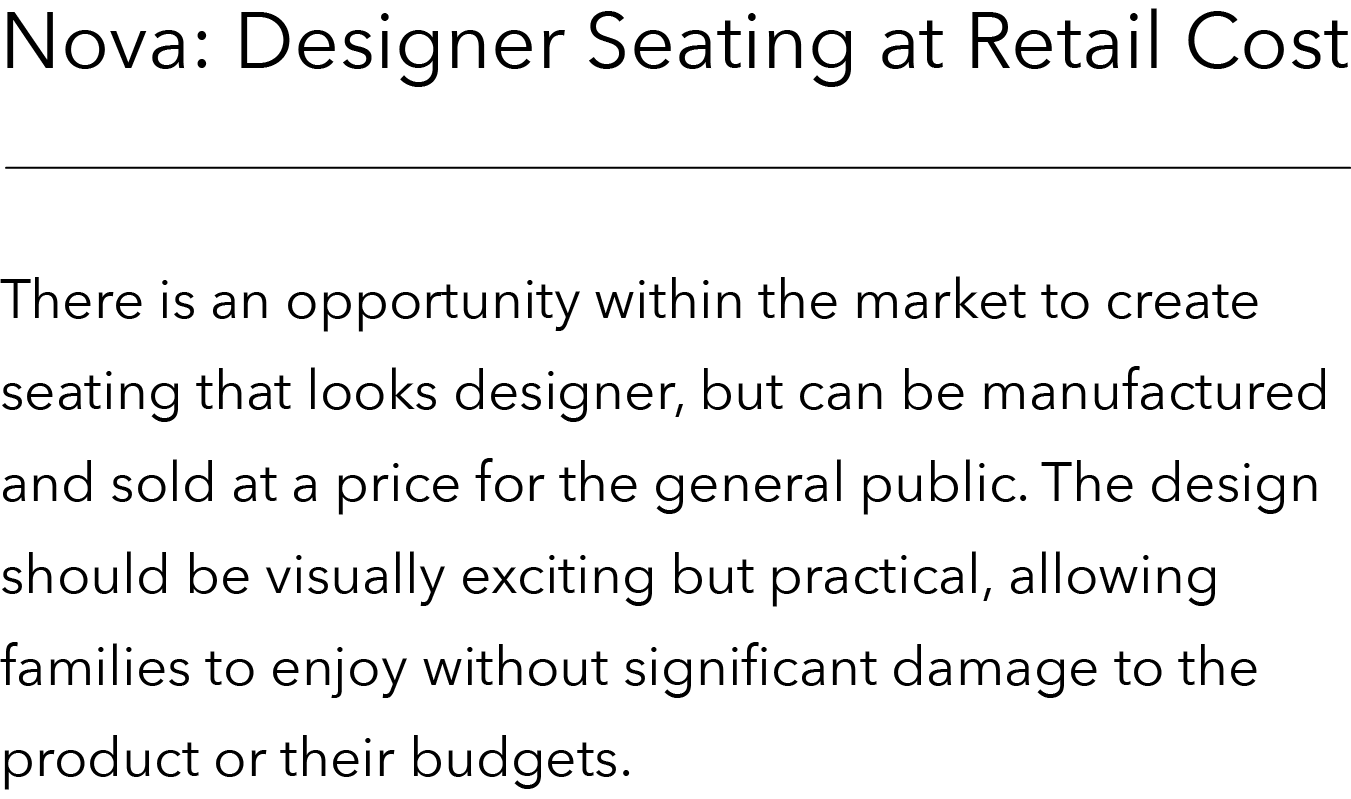 Nova: Designer Seating at Retail Cost
There is an opportunity within the market to create
seating that looks designer, but can be manufactured
and sold at a price for the general public. The design
should be visually exciting but practical, allowing
families to enjoy without significant damage to the
product or their budgets.